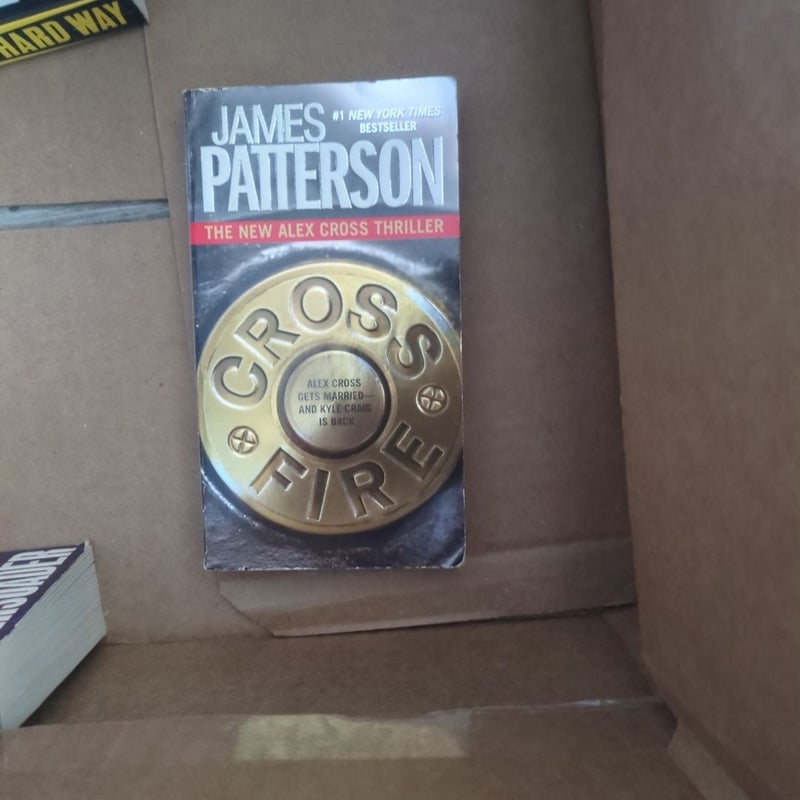 HARD WAY
JAMES
#1 NEW YORK TIMES
BESTSELLER
PATTERSON
THE NEW ALEX CROSS THRILLER
CROSS
ALEX CROSS
GETS MARRIED—
AND KYLE CRAIG
IS BACK
FIRE